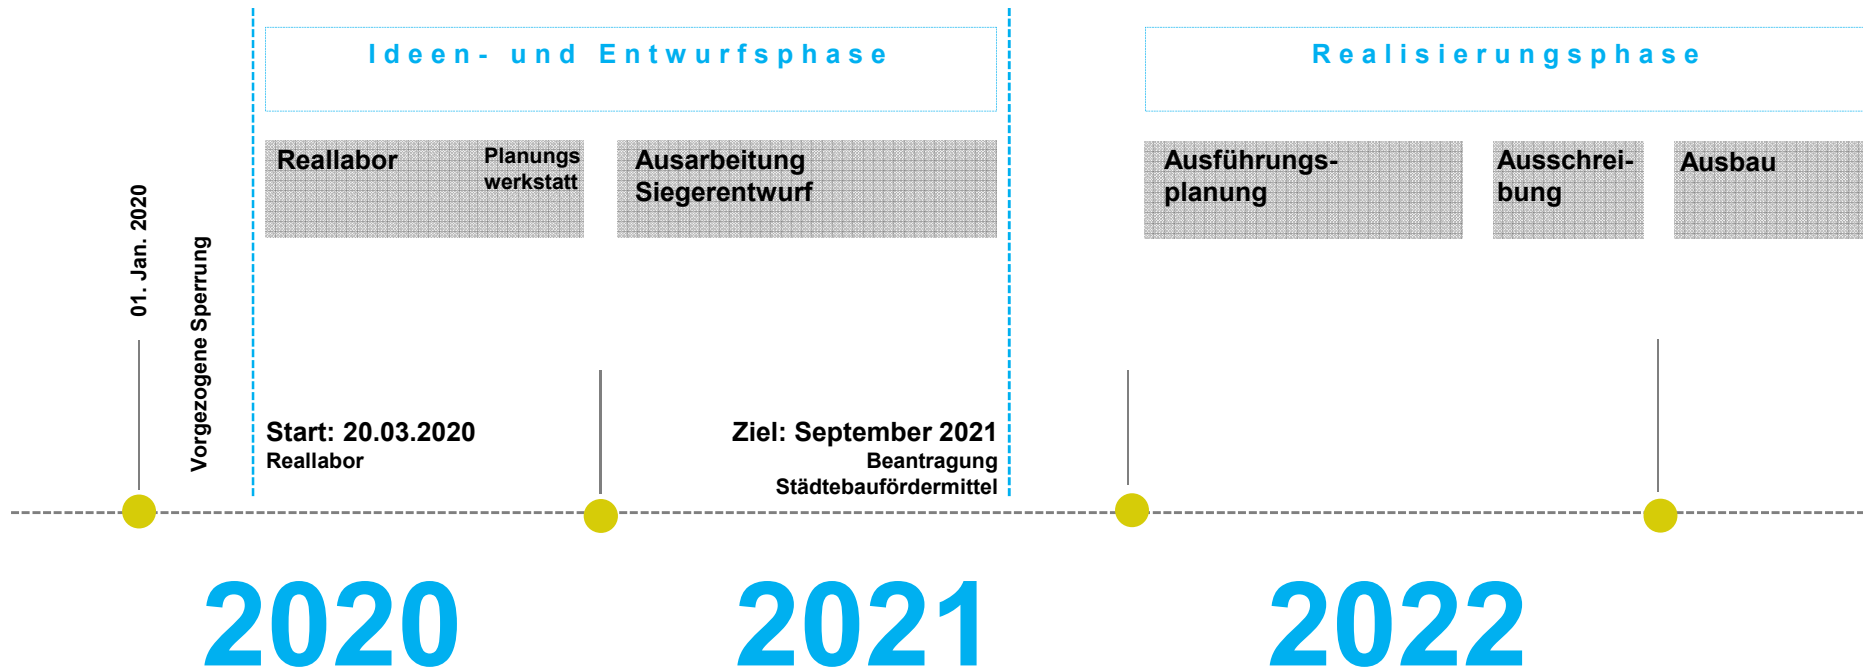 Ideen- und Entwurfsphase
Realisierungsphase
Reallabor
Planungs
werkstatt
Ausarbeitung
Siegerentwurf
Ausführungs-
planung
Ausschrei-
bung
Ausbau
01. Jan. 2020
Vorgezogene Sperrung
Start: 20.03.2020
Reallabor
Ziel: September 2021
Beantragung
Städtebaufördermittel
2020
2021
2022